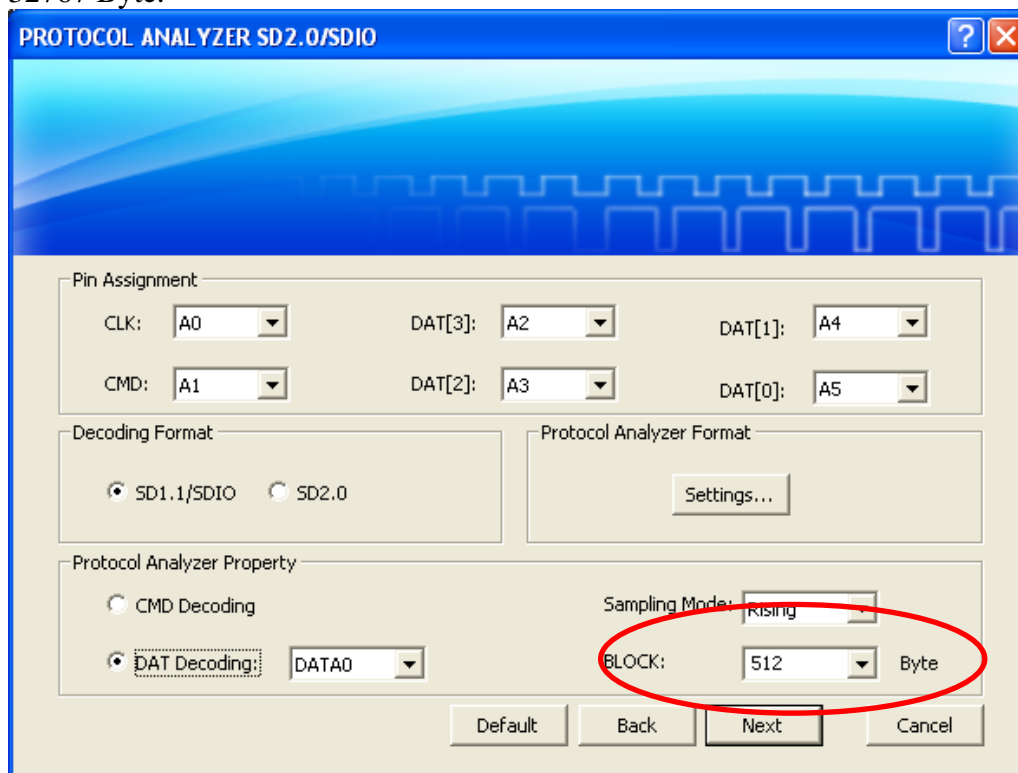 32767 Byte.
PROTOCOL ANALYZER SD2.0/SDIO
Pin Assignment
CLK: A0 DAT[3]: A2 DAT[1]: A4
CMD: A1 DAT[2]: A3 DAT[0]: A5
Decoding Format Protocol Analyzer Format
SD1.1/SDIO SD2.0 Settings...
Protocol Analyzer Property
CMD Decoding Sampling Mode: Rising
DAT Decoding: DATA0 BLOCK: 512 Byte
Default Back Next Cancel